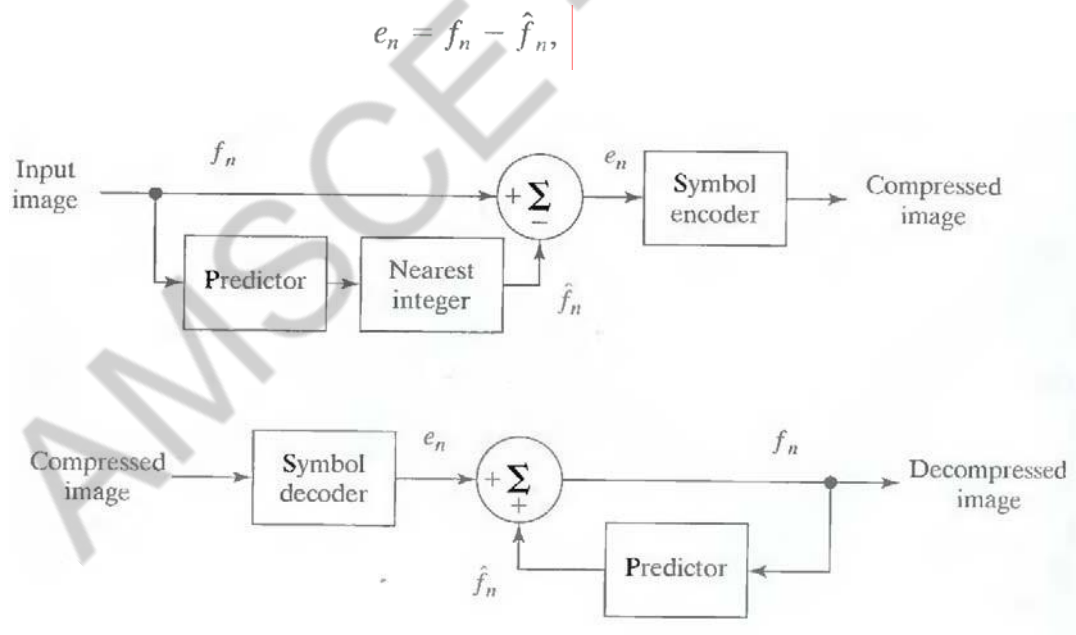 e_n = f_n − f̂_n,
Input image
f_n
+ Σ −
e_n
Symbol encoder
Compressed image
Predictor
Nearest integer
f̂_n
Compressed image
Symbol decoder
e_n
+ Σ +
f_n
Decompressed image
Predictor
f̂_n
AMSCE